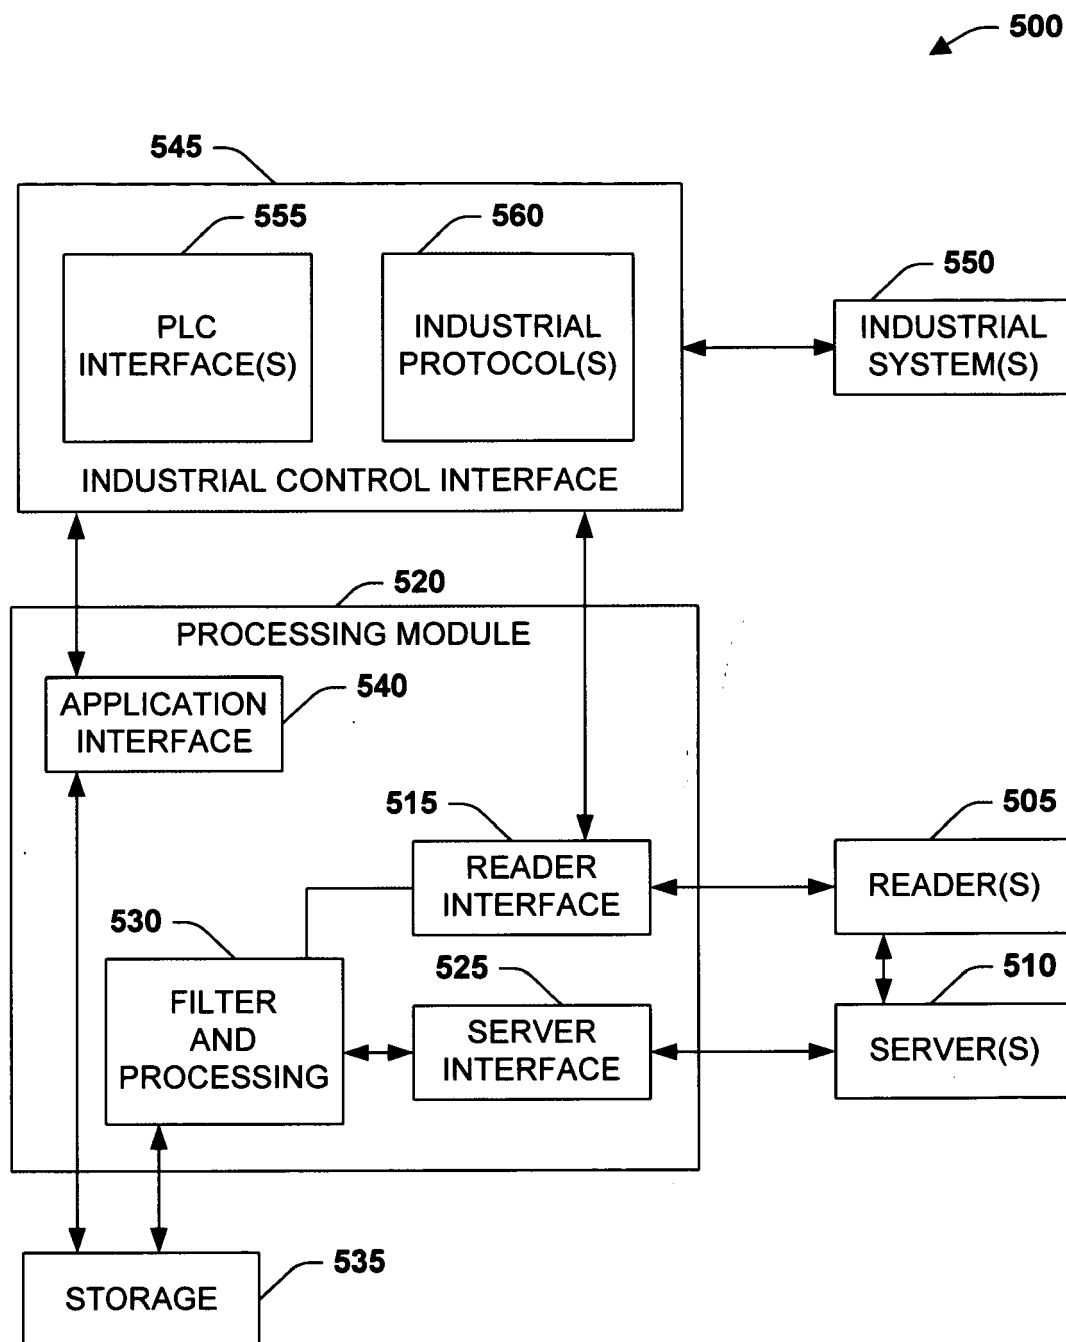 500
545
555
560
PLC
INTERFACE(S)
INDUSTRIAL
PROTOCOL(S)
INDUSTRIAL CONTROL INTERFACE
550
INDUSTRIAL
SYSTEM(S)
520
PROCESSING MODULE
540
APPLICATION
INTERFACE
515
READER
INTERFACE
505
READER(S)
530
FILTER
AND
PROCESSING
525
SERVER
INTERFACE
510
SERVER(S)
535
STORAGE